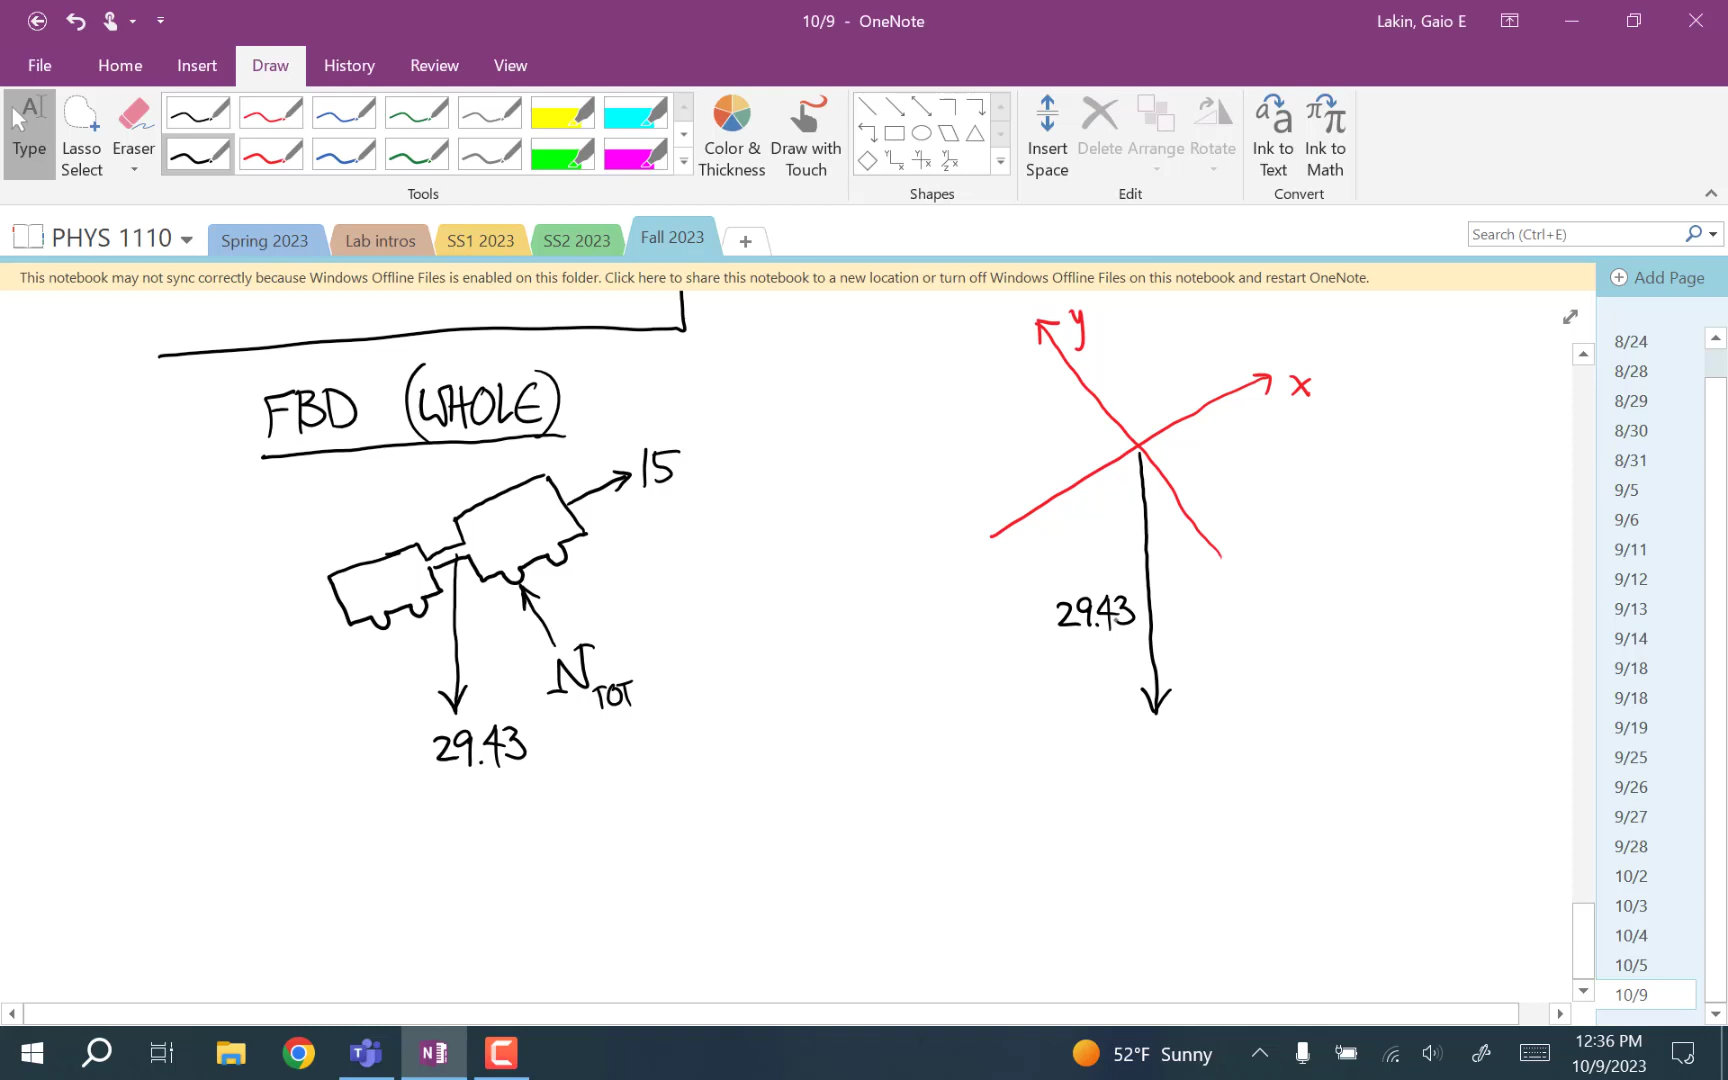 10/9 - OneNote
Lakin, Gaio E
File Home Insert Draw History Review View
Type
Lasso Select
Eraser
Color & Thickness
Draw with Touch
Insert Space
Delete
Arrange
Rotate
Ink to Text
Ink to Math
Tools
Shapes
Edit
Convert
PHYS 1110
Spring 2023
Lab intros
SS1 2023
SS2 2023
Fall 2023
Search (Ctrl+E)
This notebook may not sync correctly because Windows Offline Files is enabled on this folder. Click here to share this notebook to a new location or turn off Windows Offline Files on this notebook and restart OneNote.
Add Page
8/24
8/28
8/29
8/30
8/31
9/5
9/6
9/11
9/12
9/13
9/14
9/18
9/18
9/19
9/25
9/26
9/27
9/28
10/2
10/3
10/4
10/5
10/9
FBD (WHOLE)
15
N TOT
29.43
y
x
29.43
52°F Sunny
12:36 PM
10/9/2023